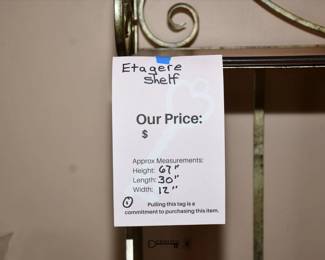 Etagere
Shelf
Our Price:
$
Approx Measurements:
Height: 67"
Length: 30"
Width: 12"
Pulling this tag is a
commitment to purchasing this item.